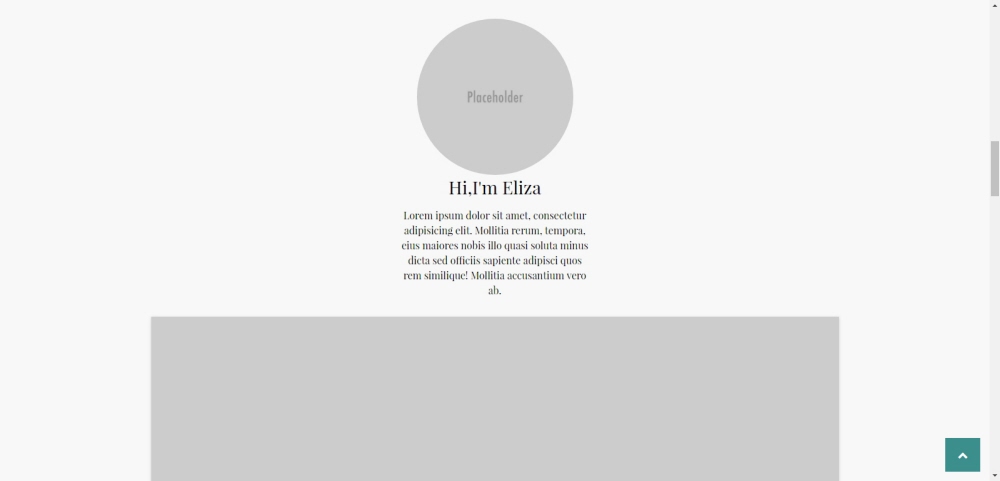 Placeholder
Hi,I'm Eliza
Lorem ipsum dolor sit amet, consectetur
adipisicing elit. Mollitia rerum, tempora,
eius maiores nobis illo quasi soluta minus
dicta sed officiis sapiente adipisci quos
rem similique! Mollitia accusantium vero
ab.